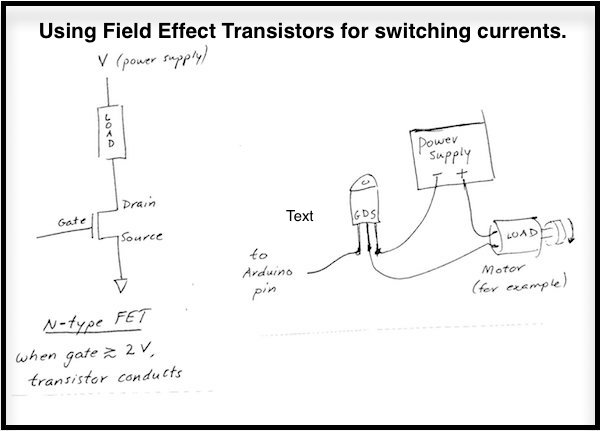 Using Field Effect Transistors for switching currents.
V (power supply)
LOAD
Drain
Gate
Source
N-type FET
when gate ≳ 2V,
transistor conducts
Text
Power
supply
- +
GDS
LOAD
to
Arduino
pin
Motor
(for example)